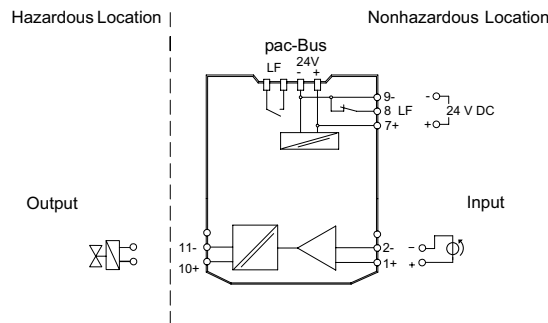 Hazardous Location
Nonhazardous Location
pac-Bus
LF 24V
- +
9- -
8 LF 24 V DC
7+ +
Output
Input
11- 2- –
10+ 1+ +